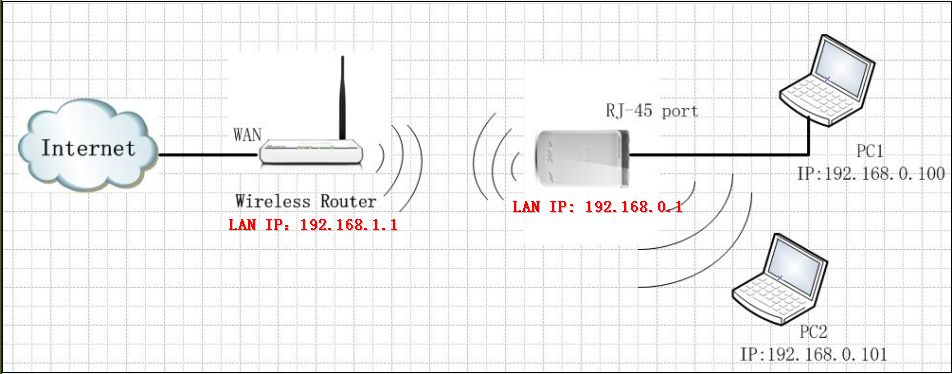 Internet
WAN
Wireless Router
LAN IP: 192.168.1.1
RJ-45 port
LAN IP: 192.168.0.1
PC1
IP:192.168.0.100
PC2
IP:192.168.0.101